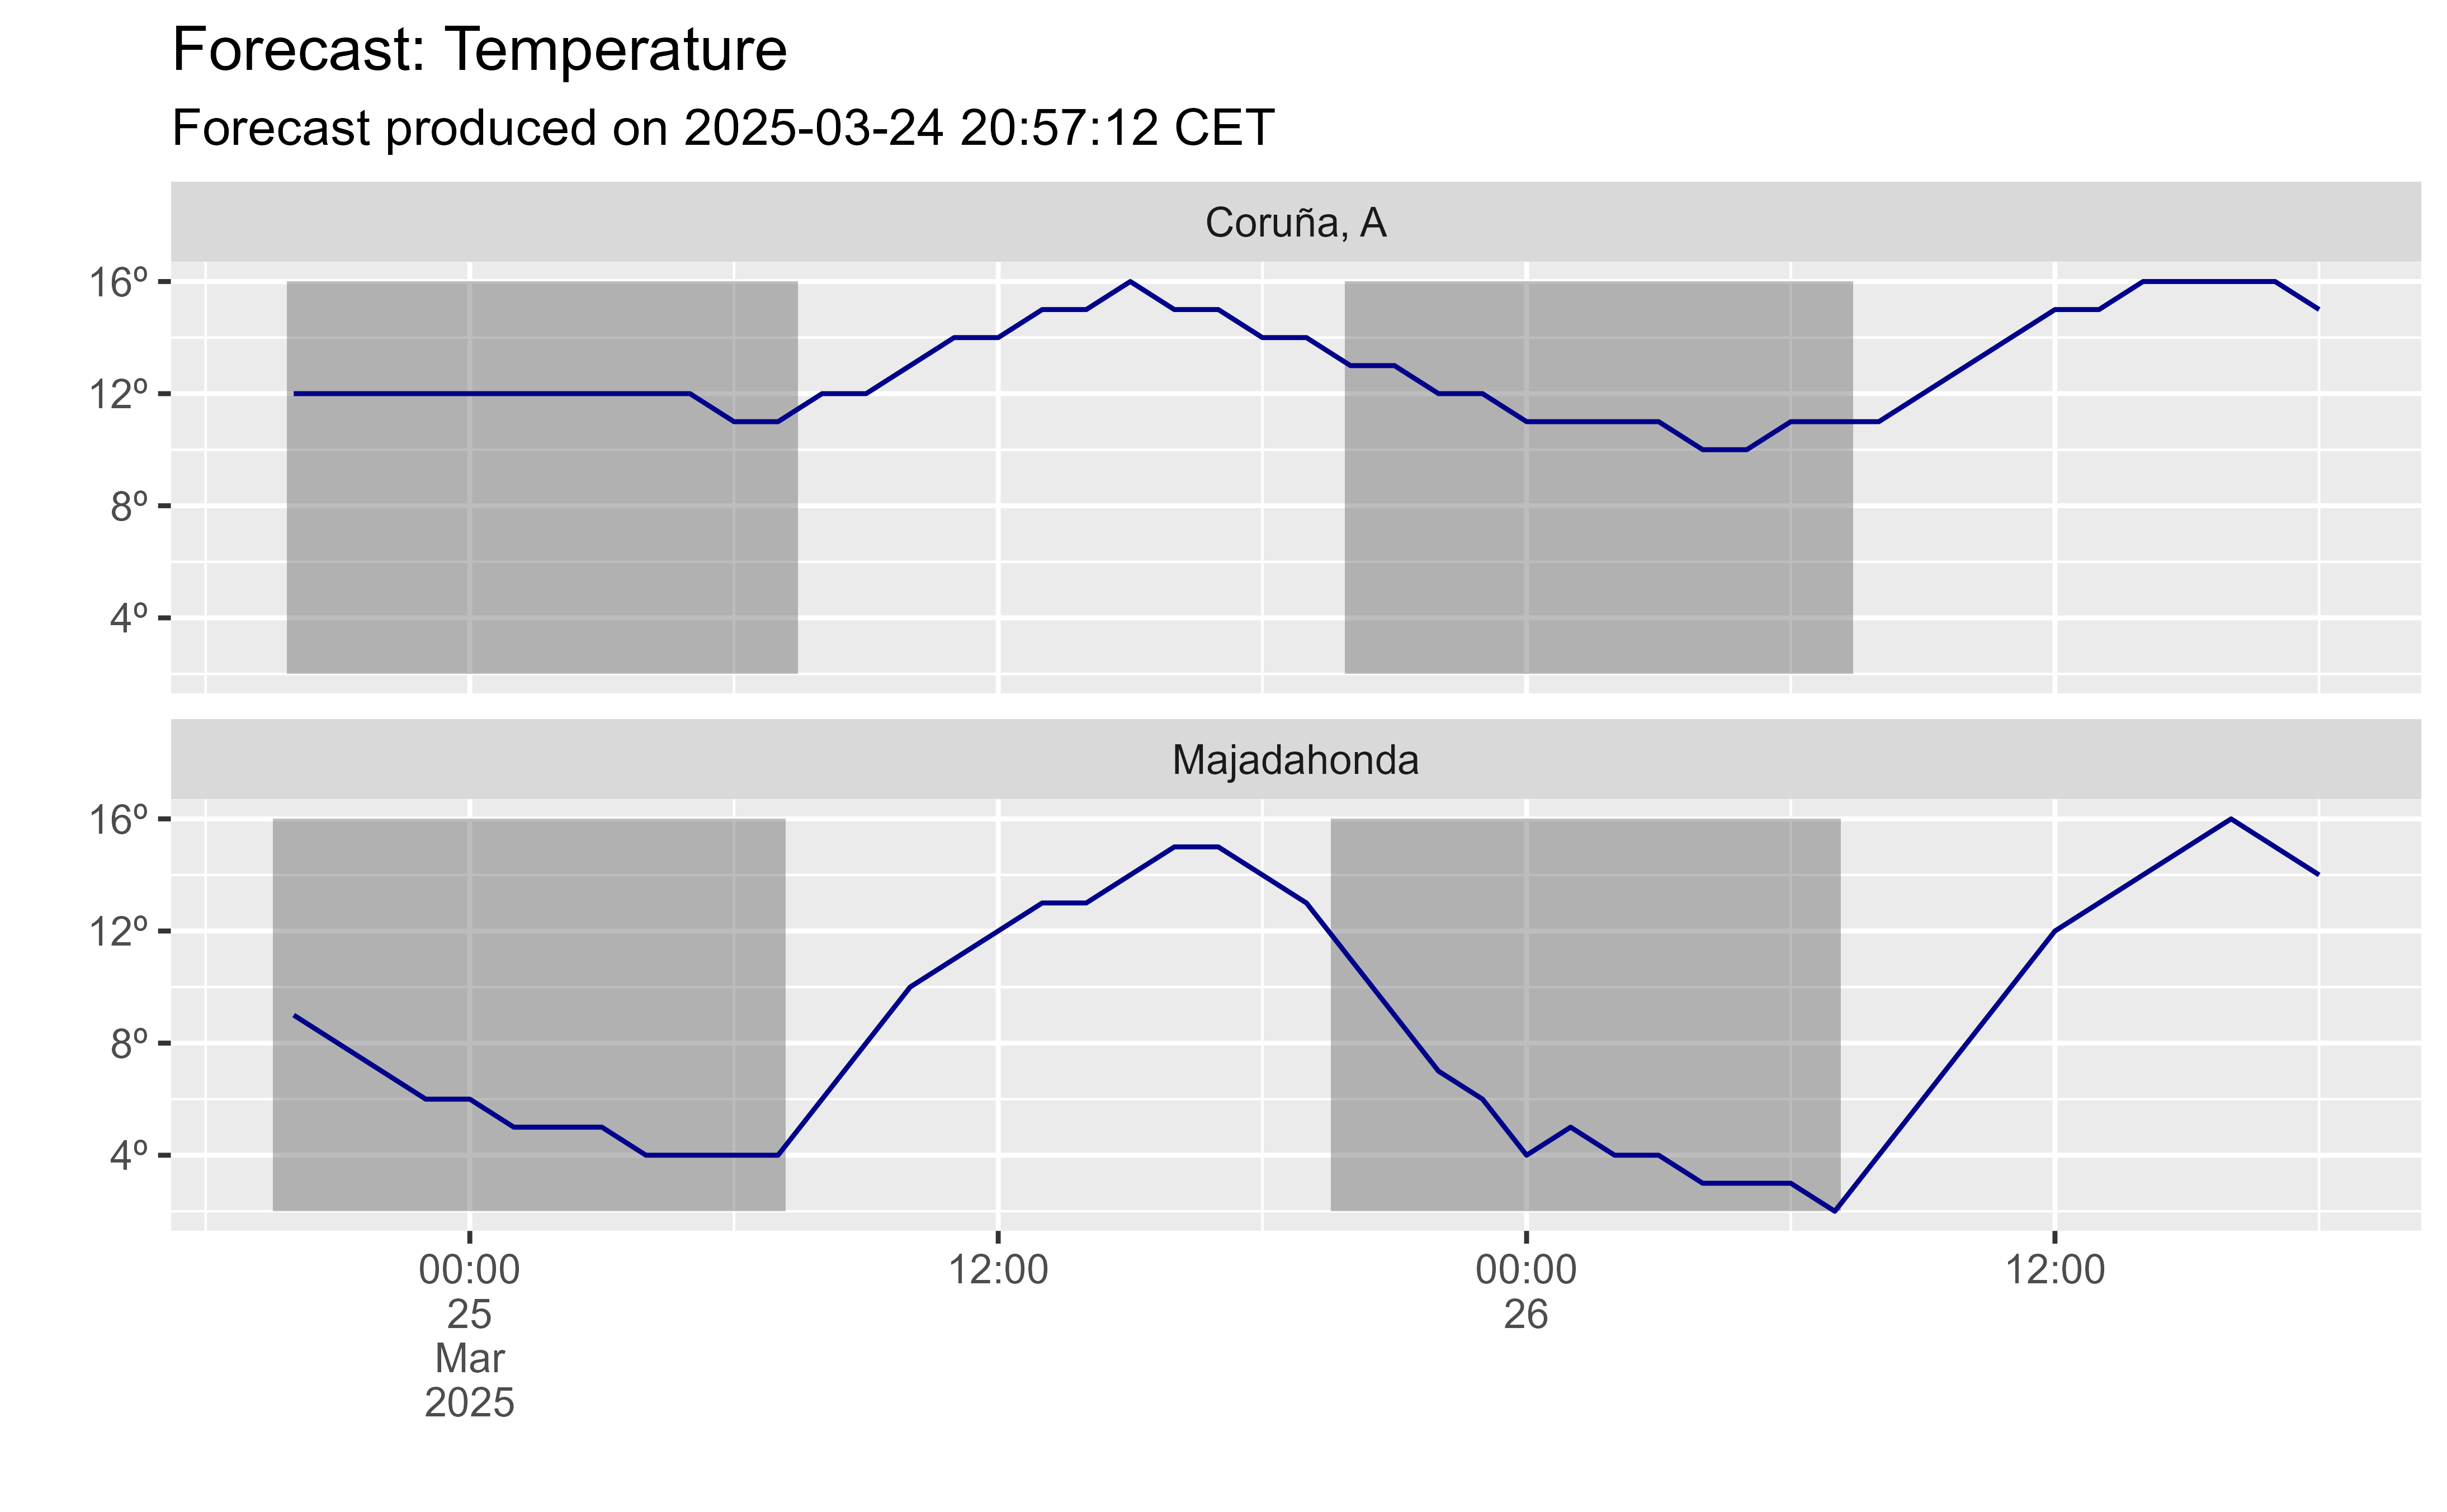 Forecast: Temperature
Forecast produced on 2025-03-24 20:57:12 CET
Coruña, A
16º
12º
8º
4º
Majadahonda
16º
12º
8º
4º
00:00 12:00 00:00 12:00
25 26
Mar
2025